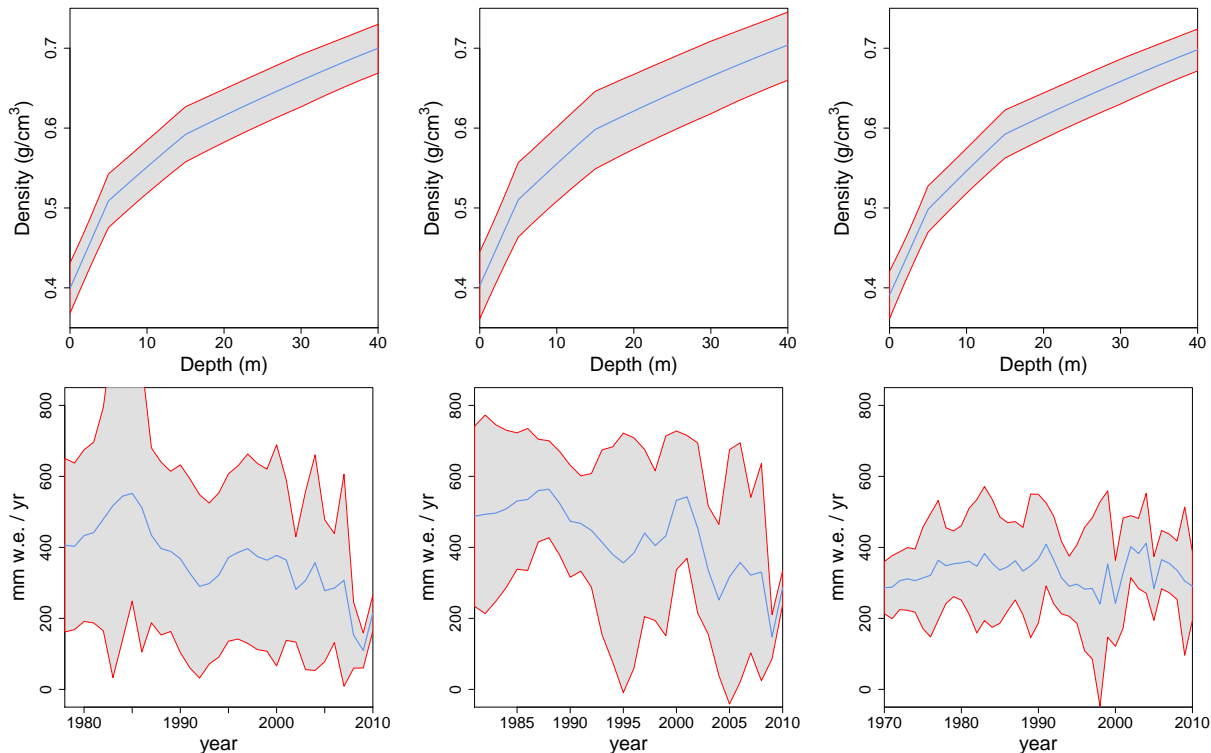 Density (g/cm³)
0.4 0.5 0.6 0.7
0 10 20 30 40
Depth (m)
Density (g/cm³)
0.4 0.5 0.6 0.7
0 10 20 30 40
Depth (m)
Density (g/cm³)
0.4 0.5 0.6 0.7
0 10 20 30 40
Depth (m)
mm w.e. / yr
0 200 400 600 800
1980 1990 2000 2010
year
mm w.e. / yr
0 200 400 600 800
1985 1990 1995 2000 2005 2010
year
mm w.e. / yr
0 200 400 600 800
1970 1980 1990 2000 2010
year